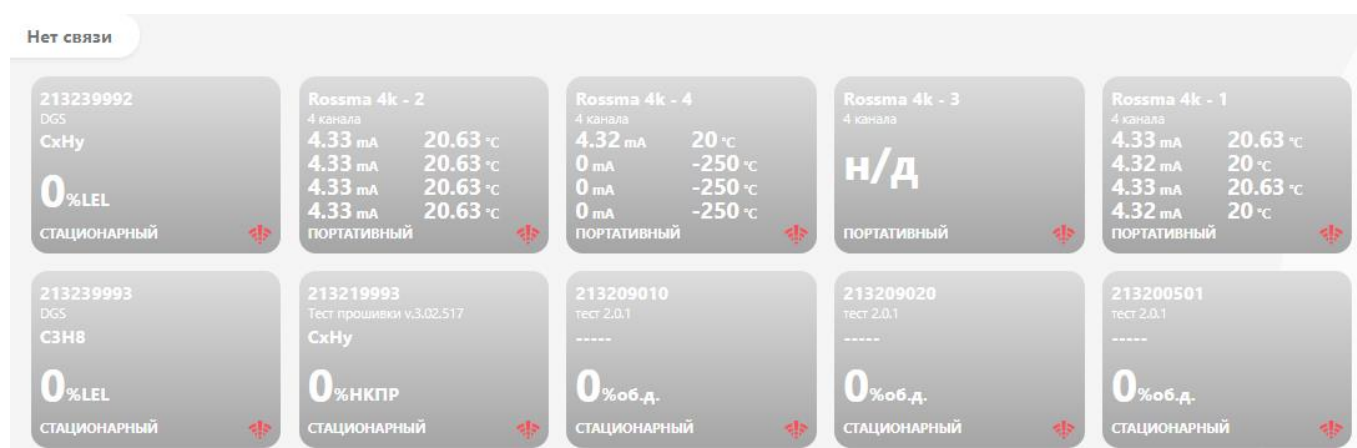 Нет связи
213239992
DGS
CxHy
0%LEL
СТАЦИОНАРНЫЙ
Rossma 4k - 2
4 канала
4.33 mA 20.63 °C
4.33 mA 20.63 °C
4.33 mA 20.63 °C
4.33 mA 20.63 °C
ПОРТАТИВНЫЙ
Rossma 4k - 4
4 канала
4.32 mA 20 °C
0 mA -250 °C
0 mA -250 °C
0 mA -250 °C
ПОРТАТИВНЫЙ
Rossma 4k - 3
4 канала
н/д
ПОРТАТИВНЫЙ
Rossma 4k - 1
4 канала
4.33 mA 20.63 °C
4.32 mA 20 °C
4.33 mA 20.63 °C
4.32 mA 20 °C
ПОРТАТИВНЫЙ
213239993
DGS
C3H8
0%LEL
СТАЦИОНАРНЫЙ
213219993
Тест прошивки v.3.02.517
CxHy
0%НКПР
СТАЦИОНАРНЫЙ
213209010
тест 2.0.1
-----
0%об.д.
СТАЦИОНАРНЫЙ
213209020
тест 2.0.1
-----
0%об.д.
СТАЦИОНАРНЫЙ
213200501
тест 2.0.1
-----
0%об.д.
СТАЦИОНАРНЫЙ